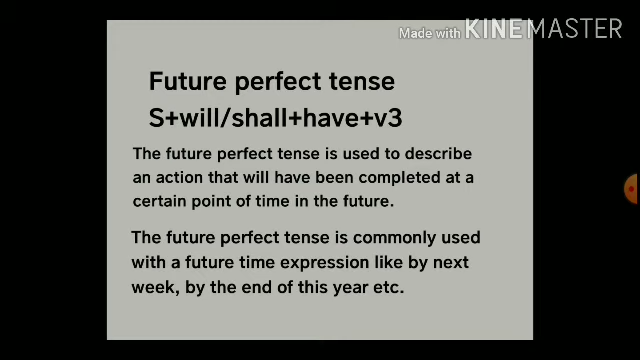 Made with KINEMASTER
Future perfect tense
S+will/shall+have+v3
The future perfect tense is used to describe
an action that will have been completed at a
certain point of time in the future.
The future perfect tense is commonly used
with a future time expression like by next
week, by the end of this year etc.